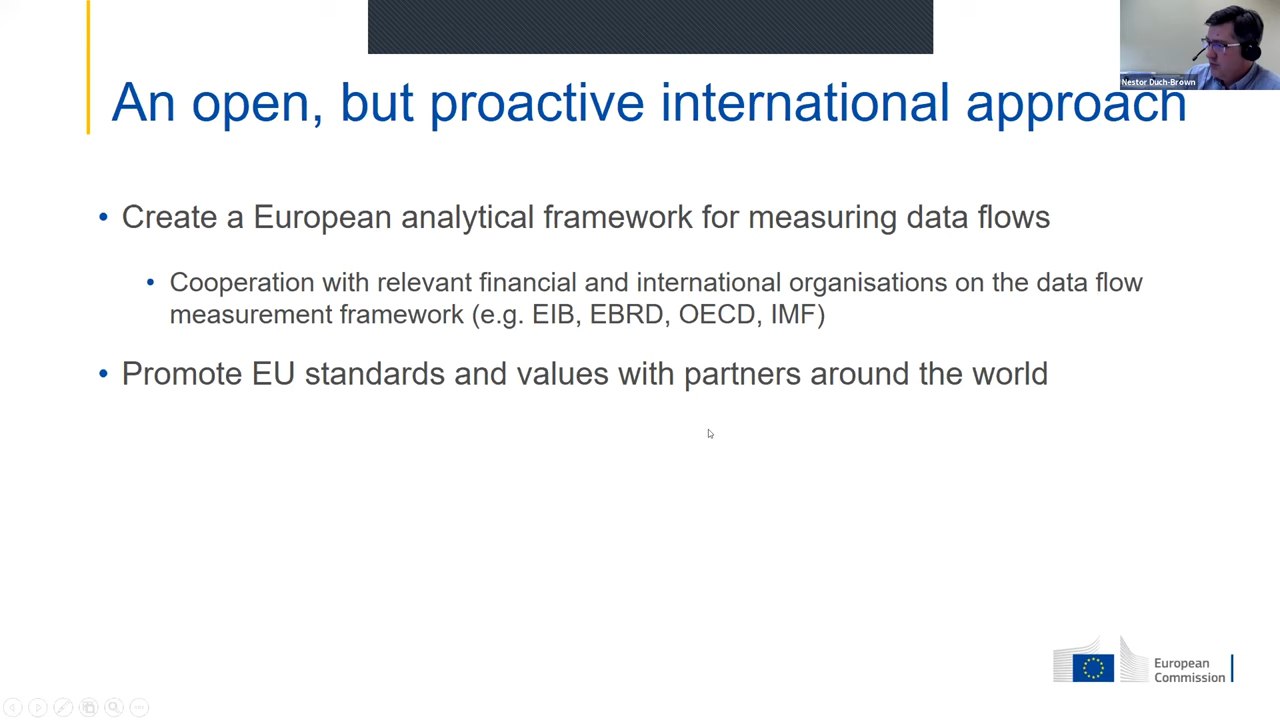 Nestor Duch-Brown
An open, but proactive international approach
• Create a European analytical framework for measuring data flows
• Cooperation with relevant financial and international organisations on the data flow
measurement framework (e.g. EIB, EBRD, OECD, IMF)
• Promote EU standards and values with partners around the world
European
Commission